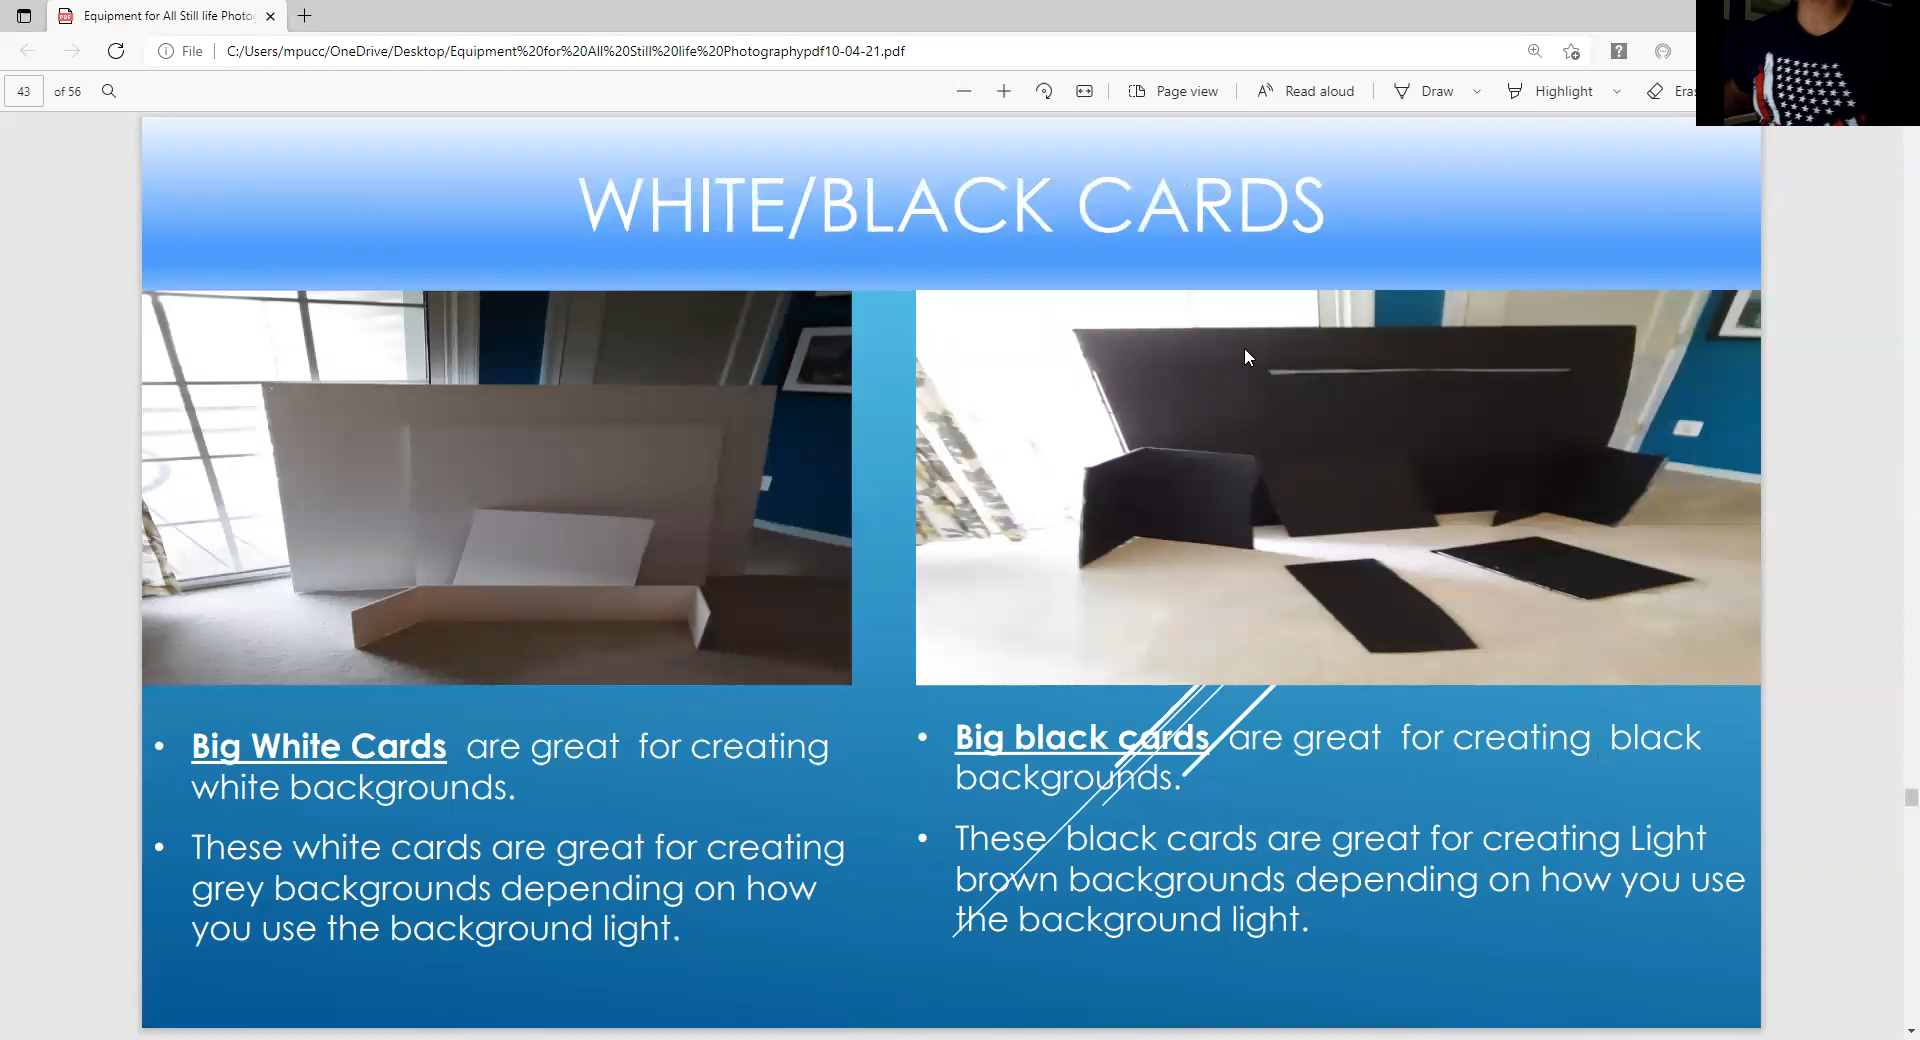 Equipment for All Still life Photo
File C:/Users/mpucc/OneDrive/Desktop/Equipment%20for%20All%20Still%20life%20Photographypdf10-04-21.pdf
43 of 56 Page view Read aloud Draw Highlight Eras
WHITE/BLACK CARDS
• Big White Cards are great for creating
white backgrounds.
• These white cards are great for creating
grey backgrounds depending on how
you use the background light.
• Big black cards are great for creating black
backgrounds.
• These black cards are great for creating Light
brown backgrounds depending on how you use
the background light.